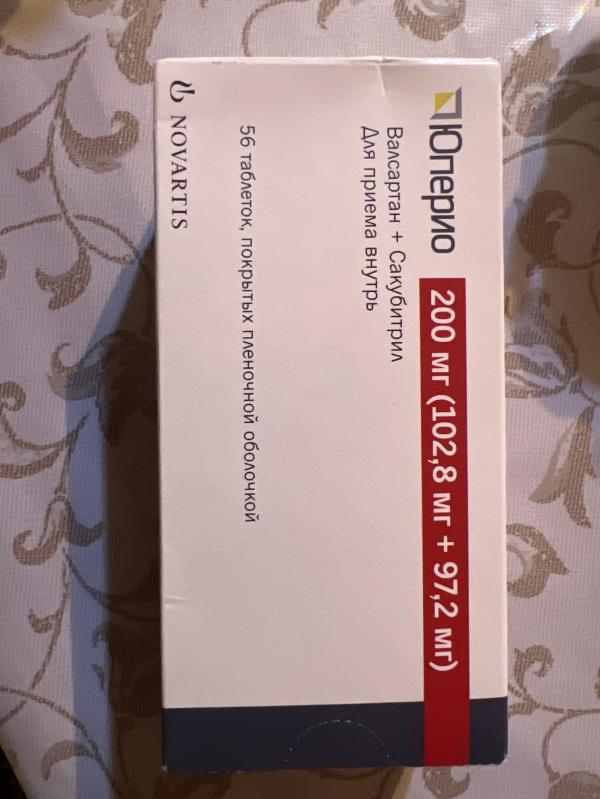 Юперио
200 мг (102,8 мг + 97,2 мг)
Валсартан + Сакубитрил
Для приема внутрь
56 таблеток, покрытых пленочной оболочкой
NOVARTIS